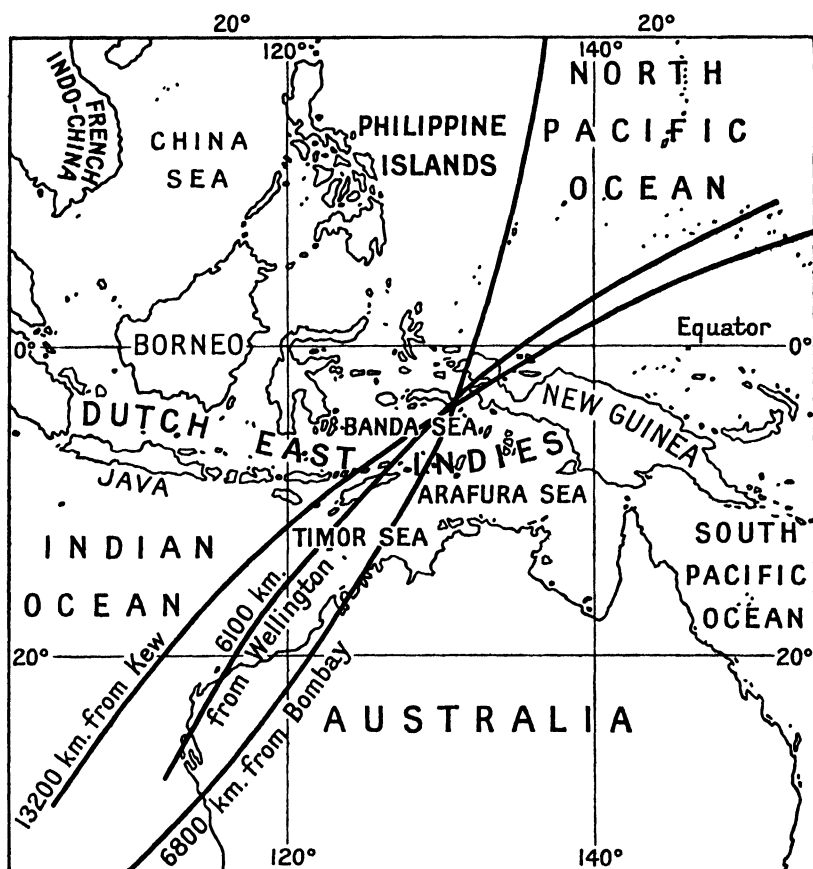 20° 20°
120° 140°
FRENCH
INDO-CHINA
CHINA
SEA
PHILIPPINE
ISLANDS
NORTH
PACIFIC
OCEAN
0° BORNEO Equator 0°
DUTCH EAST INDIES
BANDA SEA
NEW GUINEA
JAVA
ARAFURA SEA
TIMOR SEA
INDIAN
OCEAN
SOUTH
PACIFIC
OCEAN
6100 km.
from Wellington
20° 20°
13200 km. from Kew
6800 km. from Bombay
AUSTRALIA
120° 140°